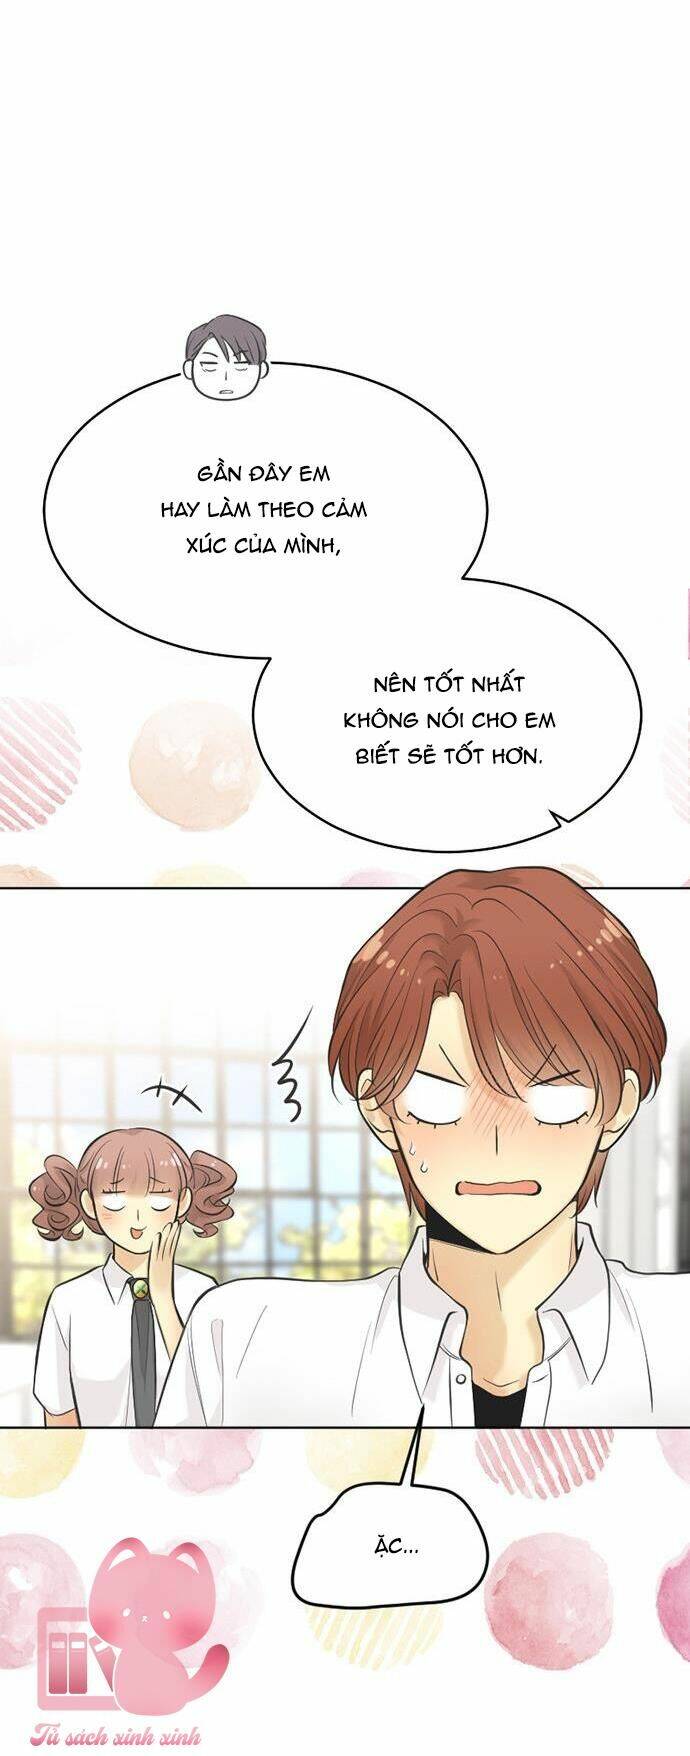 GẦN ĐÂY EM
HAY LÀM THEO CẢM
XÚC CỦA MÌNH,
NÊN TỐT NHẤT
KHÔNG NÓI CHO EM
BIẾT SẼ TỐT HƠN.
ẶC...
Tủ sách xinh xinh